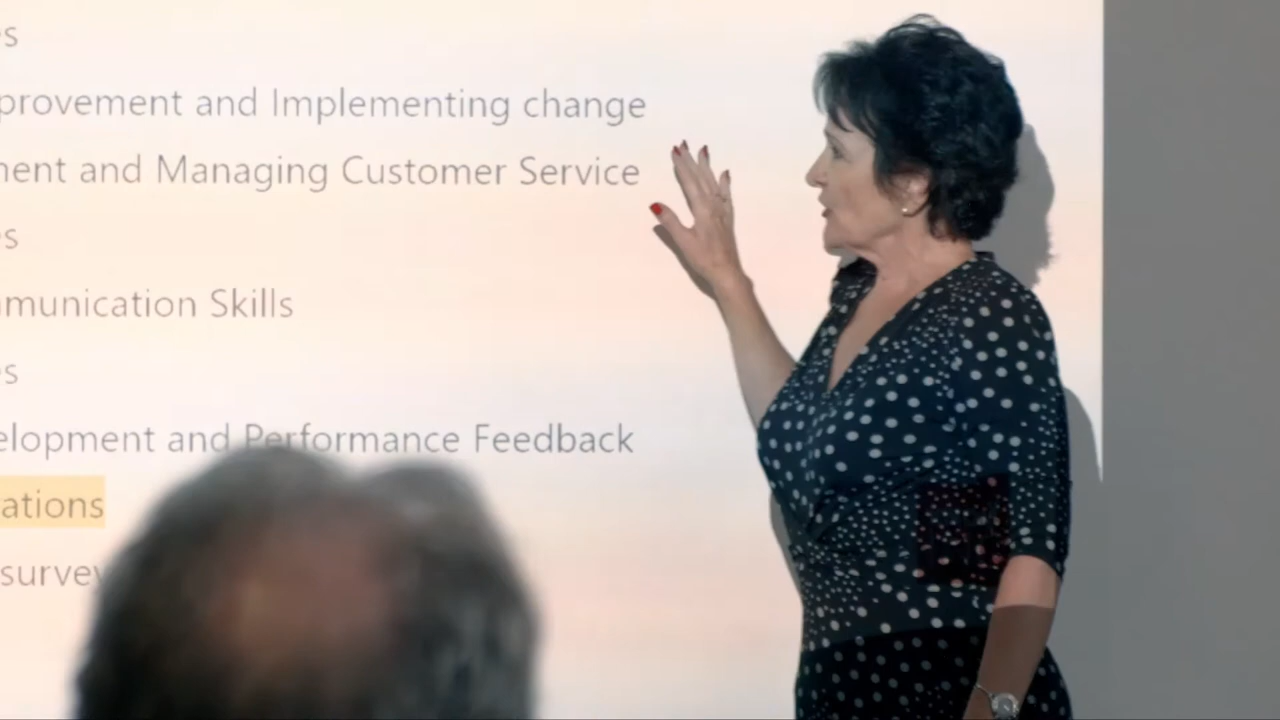 es
provement and Implementing change
ment and Managing Customer Service
es
mmunication Skills
es
elopment and Performance Feedback
ations
survey